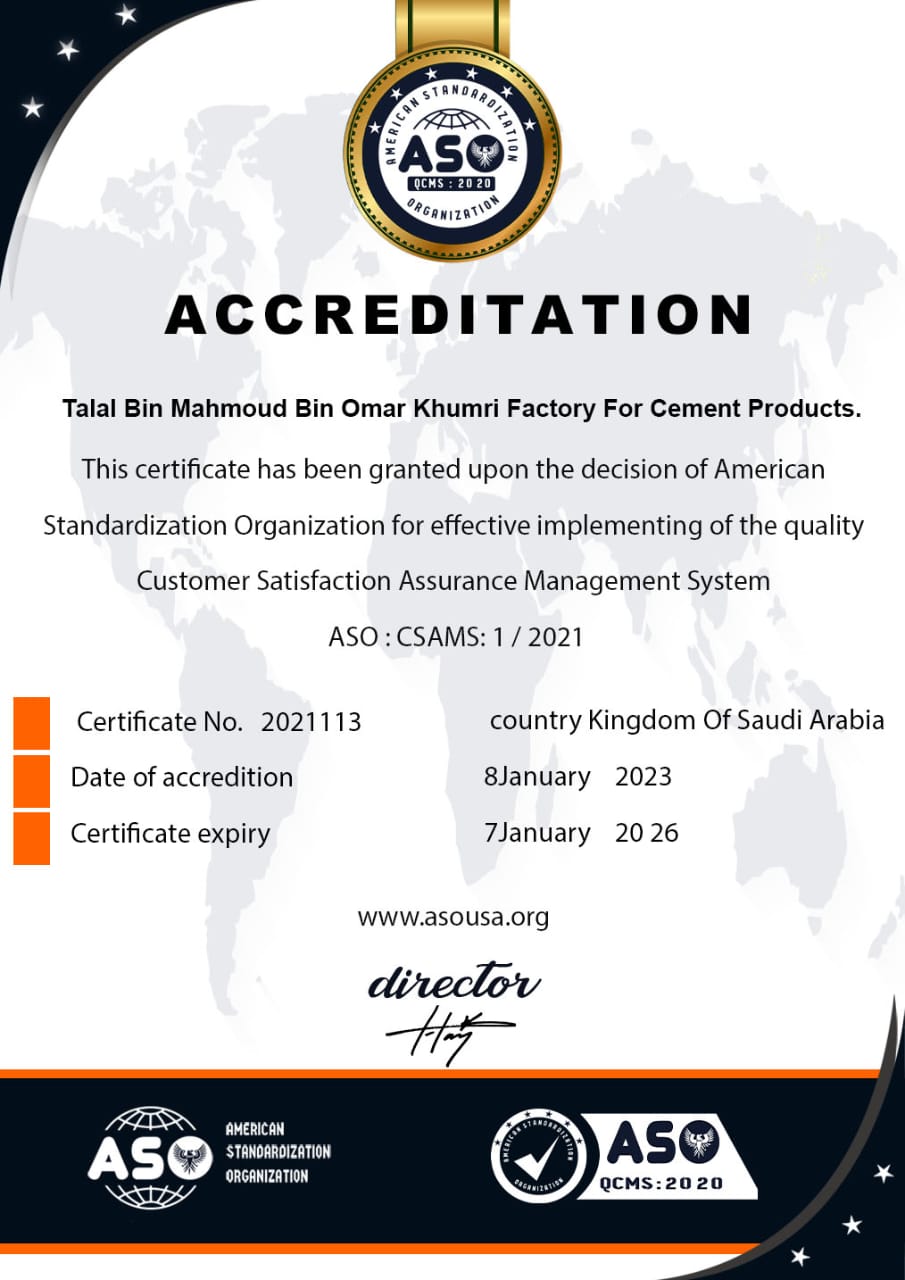 AMERICAN STANDARDIZATION
ASO
QCMS : 2020
ORGANIZATION
ACCREDITATION
Talal Bin Mahmoud Bin Omar Khumri Factory For Cement Products.
This certificate has been granted upon the decision of American
Standardization Organization for effective implementing of the quality
Customer Satisfaction Assurance Management System
ASO : CSAMS: 1 / 2021
Certificate No. 2021113 country Kingdom Of Saudi Arabia
Date of accredition 8January 2023
Certificate expiry 7January 20 26
www.asousa.org
director
ASO
AMERICAN
STANDARDIZATION
ORGANIZATION
AMERICAN STANDARDIZATION
ORGANIZATION
ASO
QCMS:2020